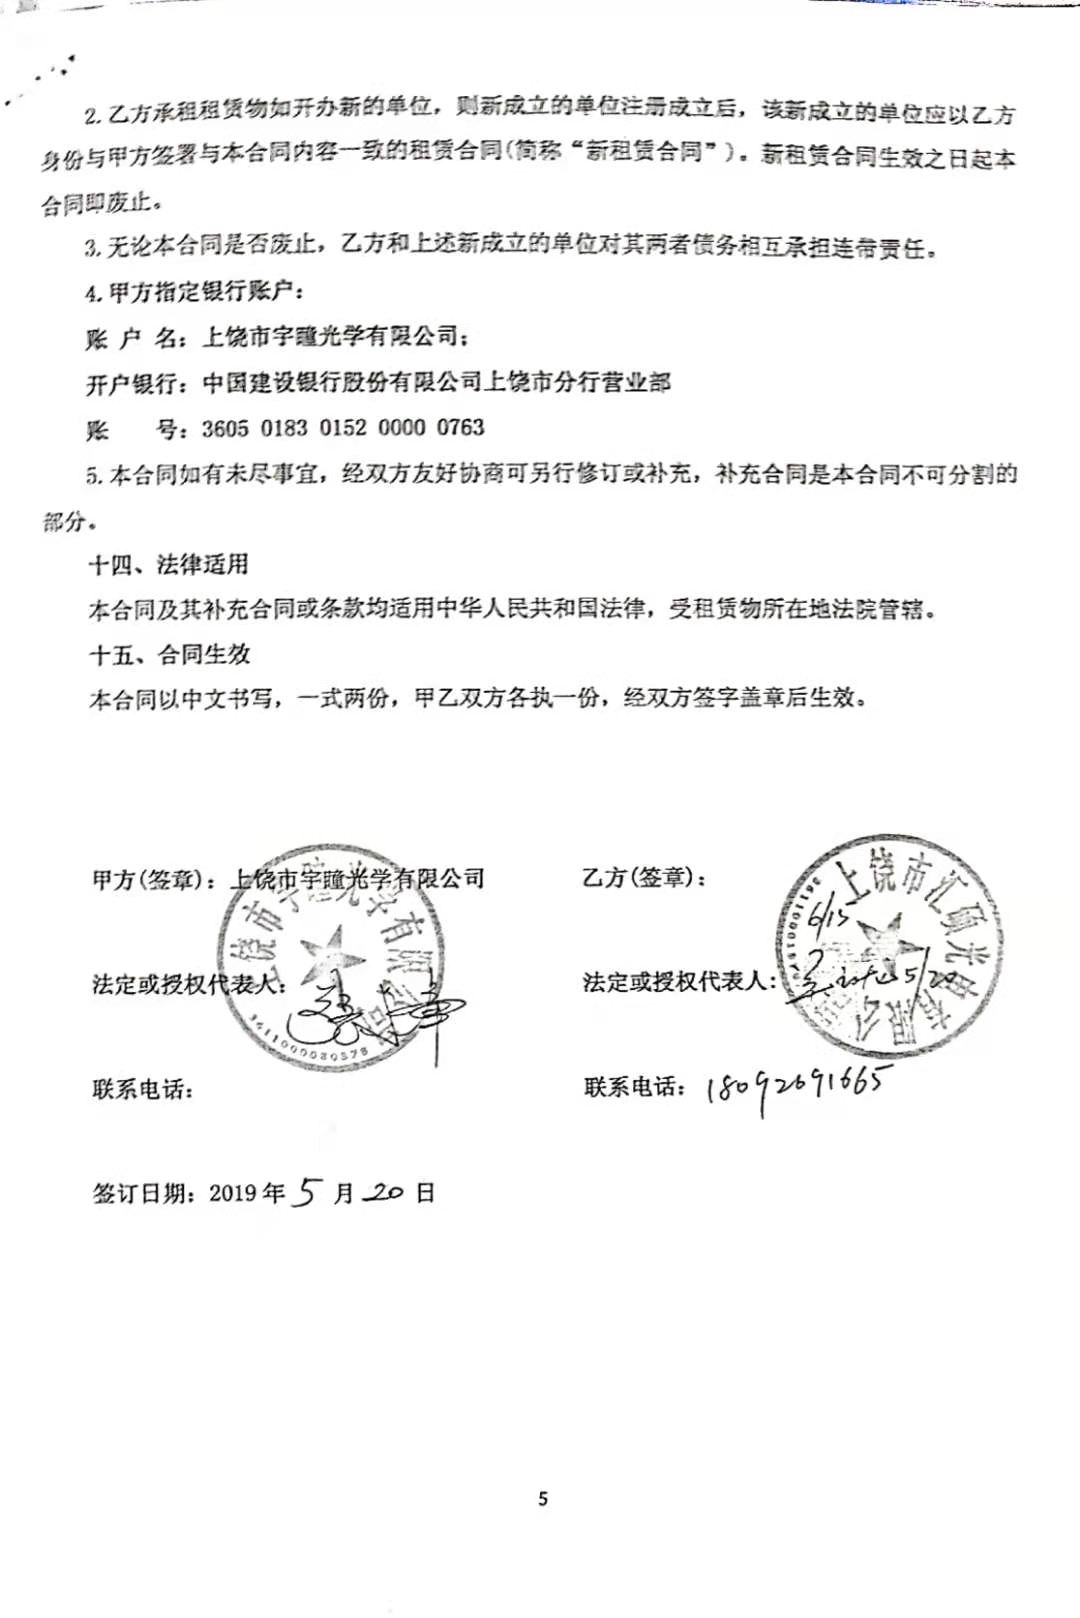 2.乙方承租租赁物如开办新的单位，则新成立的单位注册成立后，该新成立的单位应以乙方
身份与甲方签署与本合同内容一致的租赁合同(简称“新租赁合同”)。新租赁合同生效之日起本
合同即废止。
3.无论本合同是否废止，乙方和上述新成立的单位对其两者债务相互承担连带责任。
4.甲方指定银行账户：
账 户 名：上饶市宇瞳光学有限公司；
开户银行：中国建设银行股份有限公司上饶市分行营业部
账 号：3605 0183 0152 0000 0763
5.本合同如有未尽事宜，经双方友好协商可另行修订或补充，补充合同是本合同不可分割的
部分。
十四、法律适用
本合同及其补充合同或条款均适用中华人民共和国法律，受租赁物所在地法院管辖。
十五、合同生效
本合同以中文书写，一式两份，甲乙双方各执一份，经双方签字盖章后生效。
甲方(签章)：上饶市宇瞳光学有限公司
上饶市宇瞳光学有限公司
3611000080578
乙方(签章)：
上饶市汇硕光电有限公司
6/15
法定或授权代表人：
法定或授权代表人：
5/20
联系电话：
联系电话：18092691665
签订日期：2019年5月20日
5